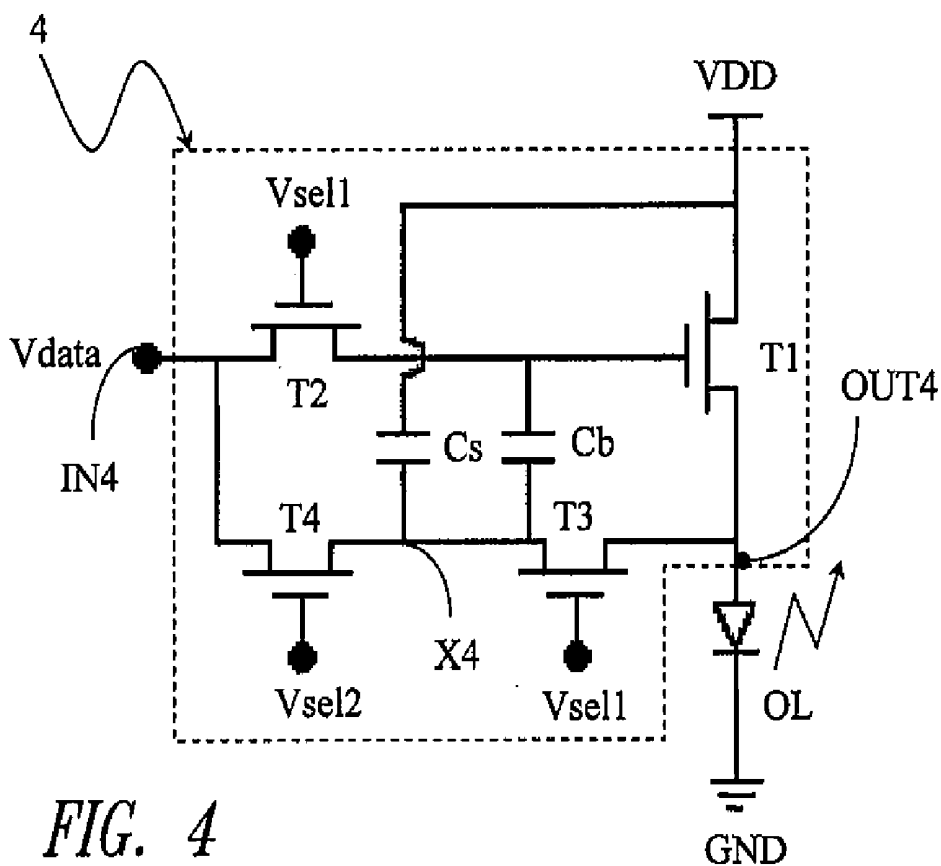 4
VDD
Vsel1
Vdata
T2
T1
OUT4
IN4
Cs
Cb
T4
T3
X4
Vsel2
Vsel1
OL
FIG. 4
GND